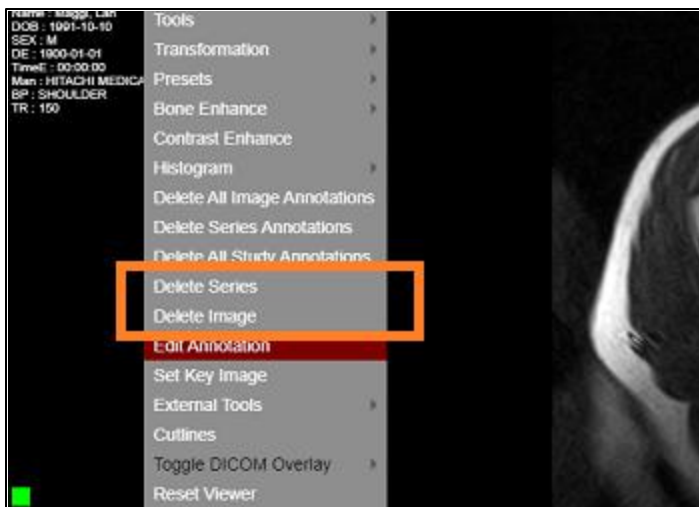 DOB : 1991-10-10
SEX : M
DE : 1900-01-01
TimeE : 00:00:00
Man : HITACHI MEDICA
BP : SHOULDER
TR : 150
Tools
Transformation
Presets
Bone Enhance
Contrast Enhance
Histogram
Delete All Image Annotations
Delete Series Annotations
Delete All Study Annotations
Delete Series
Delete Image
Edit Annotation
Set Key Image
External Tools
Cutlines
Toggle DICOM Overlay
Reset Viewer